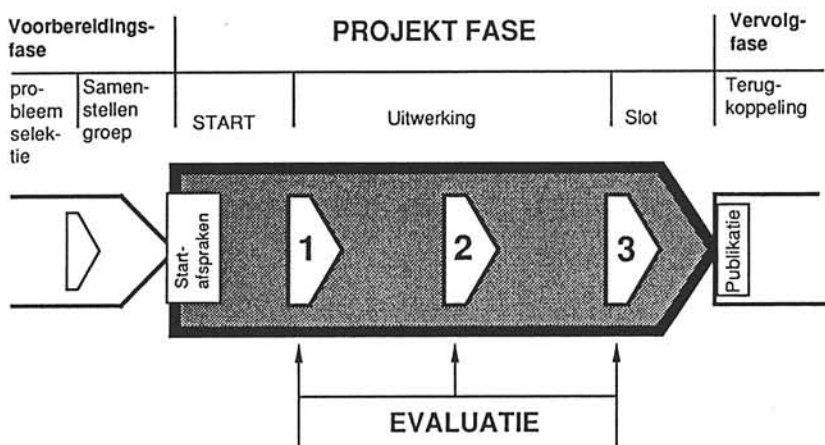 Voorbereidings-
fase
PROJEKT FASE
Vervolg-
fase
pro-
bleem
selek-
tie
Samen-
stellen
groep
START
Uitwerking
Slot
Terug-
koppeling
Start-
afspraken
1
2
3
Publikatie
EVALUATIE